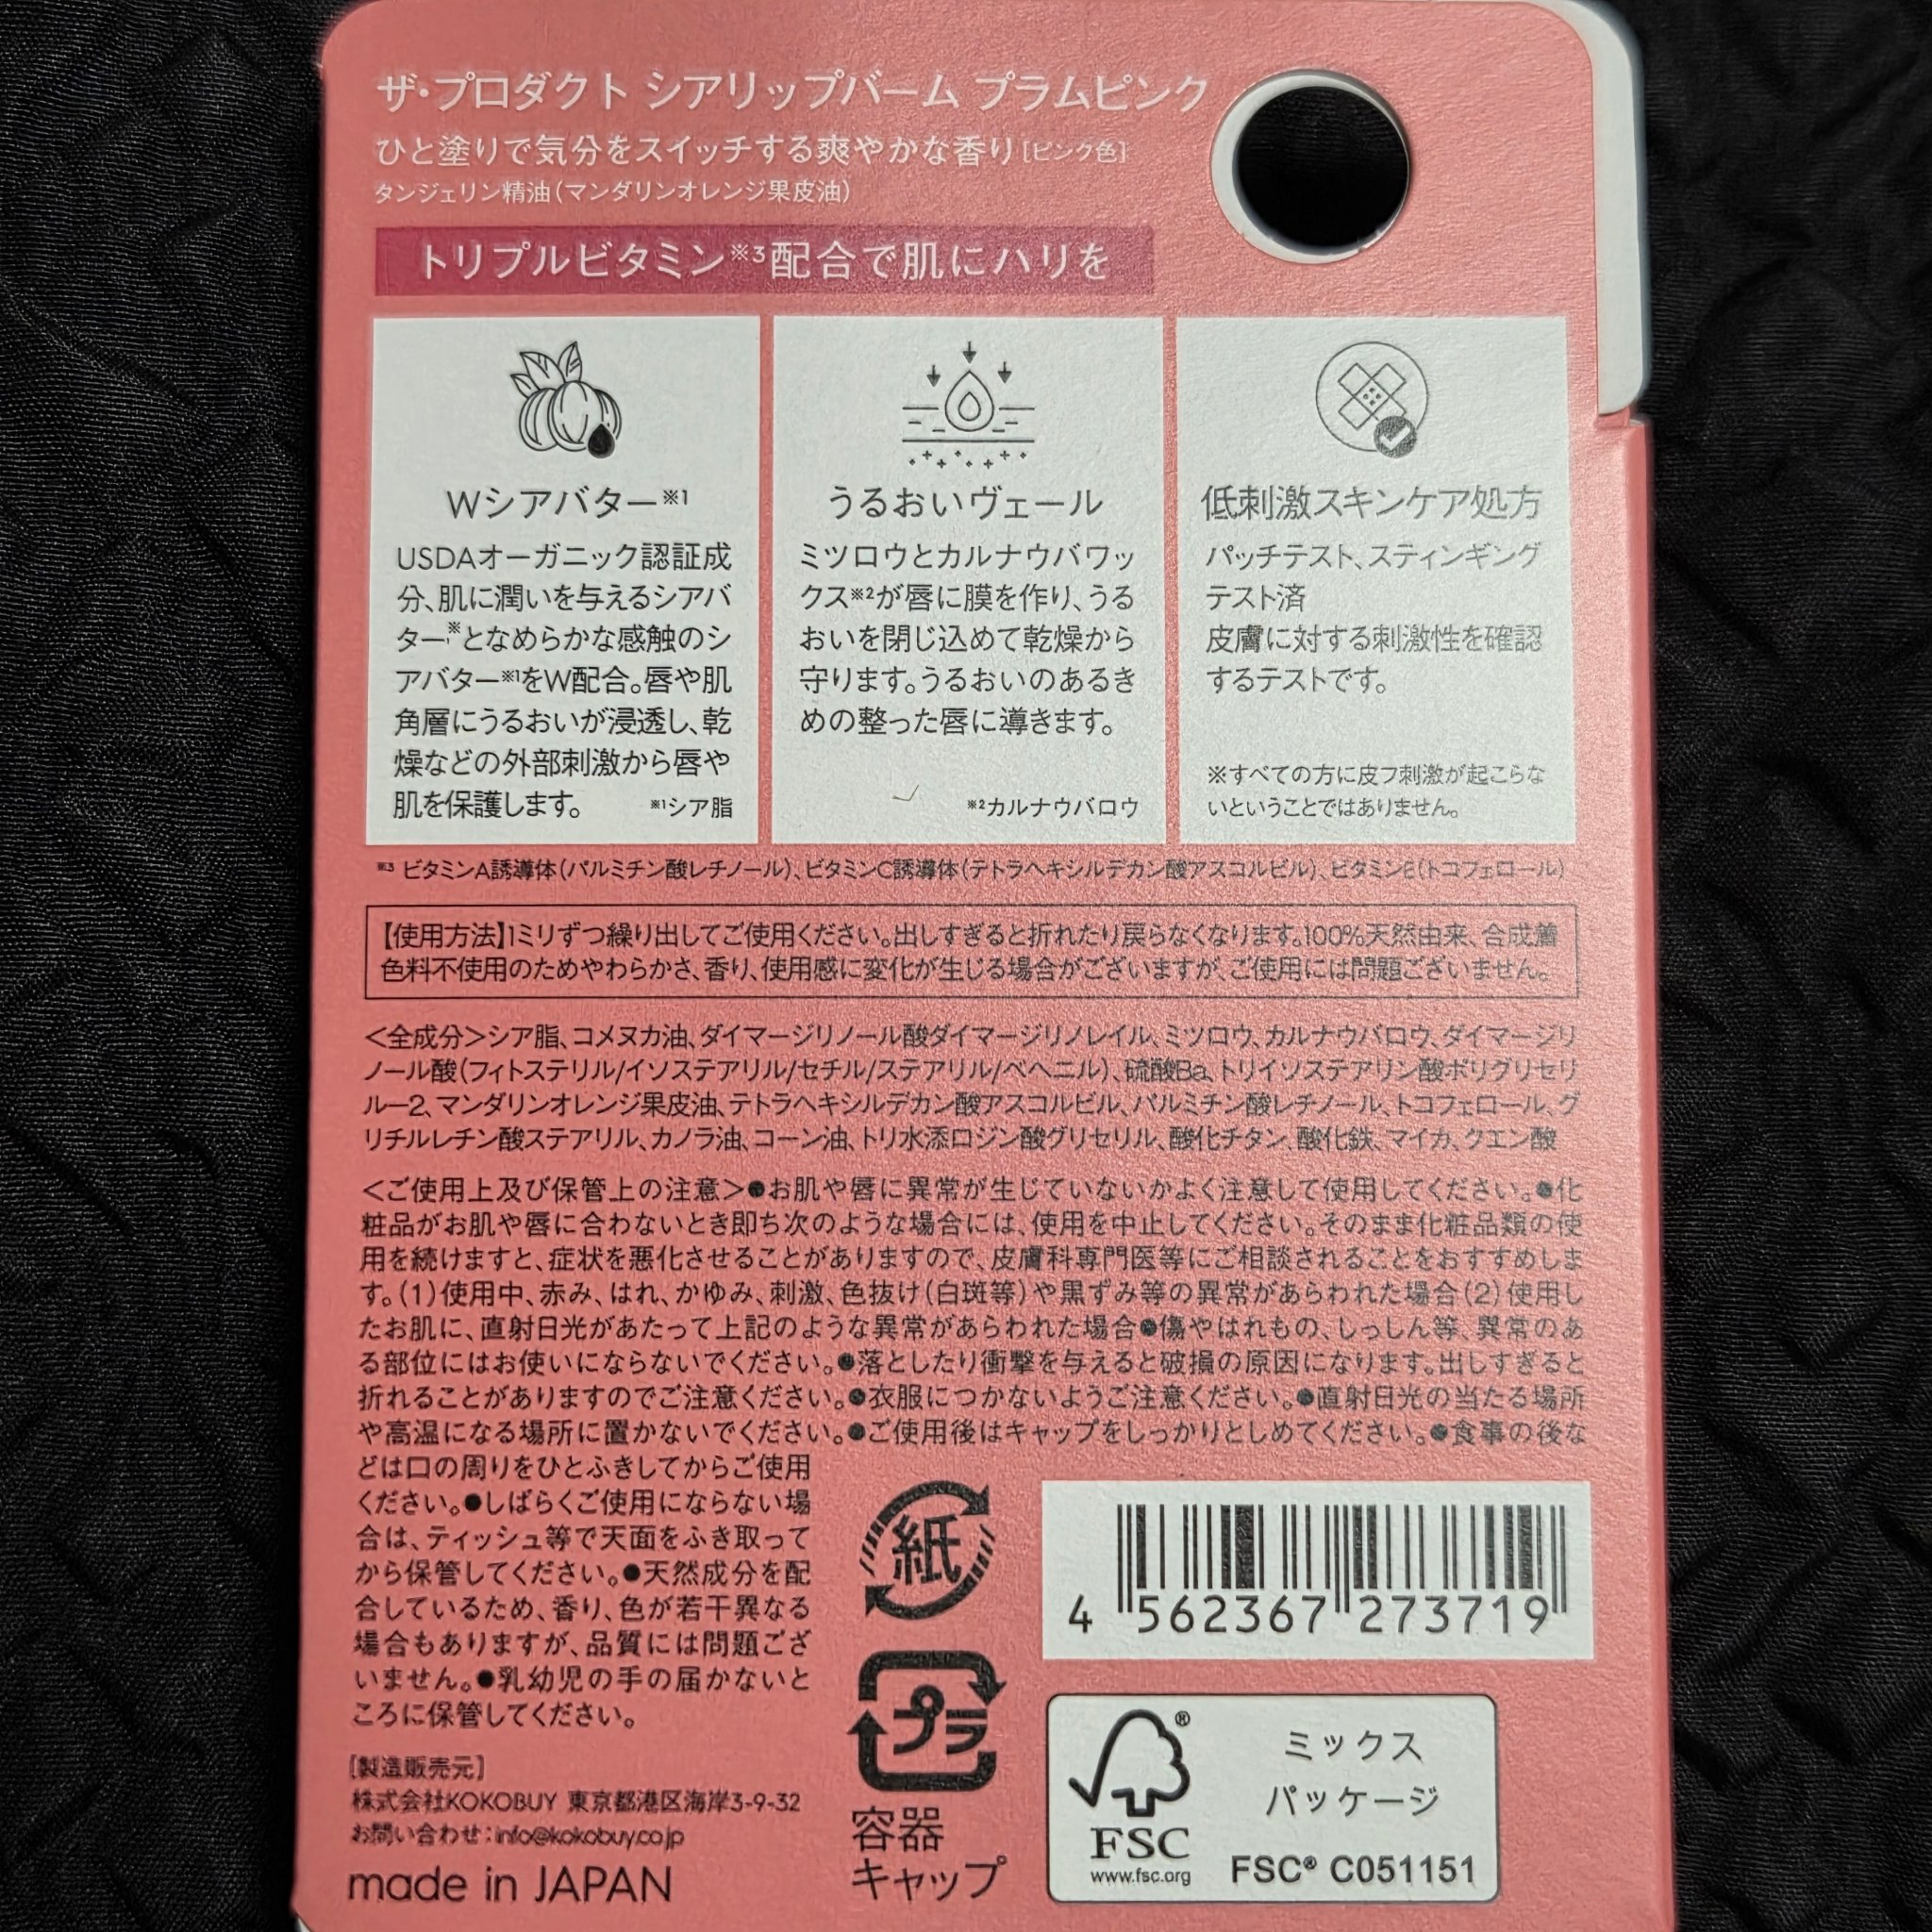 ザ・プロダクト シアリップバーム プラムピンク
ひと塗りで気分をスイッチする爽やかな香り[ピンク色]
タンジェリン精油(マンダリンオレンジ果皮油)
トリプルビタミン※3配合で肌にハリを
Wシアバター※1
USDAオーガニック認証成
分、肌に潤いを与えるシアバ
ター※となめらかな感触のシ
アバター※1をW配合。唇や肌
角層にうるおいが浸透し、乾
燥などの外部刺激から唇や
肌を保護します。 ※1シア脂
うるおいヴェール
ミツロウとカルナウバワッ
クス※2が唇に膜を作り、うる
おいを閉じ込めて乾燥から
守ります。うるおいのあるき
めの整った唇に導きます。
※2カルナウバロウ
低刺激スキンケア処方
パッチテスト、スティンギング
テスト済
皮膚に対する刺激性を確認
するテストです。
※すべての方に皮フ刺激が起こらな
いということではありません。
※3 ビタミンA誘導体(パルミチン酸レチノール)、ビタミンC誘導体(テトラヘキシルデカン酸アスコルビル)、ビタミンE(トコフェロール)
【使用方法】1ミリずつ繰り出してご使用ください。出しすぎると折れたり戻らなくなります。100%天然由来、合成着
色料不使用のためやわらかさ、香り、使用感に変化が生じる場合がございますが、ご使用には問題ございません。
<全成分>シア脂、コメヌカ油、ダイマージリノール酸ダイマージリノレイル、ミツロウ、カルナウバロウ、ダイマージリ
ノール酸(フィトステリル/イソステアリル/セチル/ステアリル/ベヘニル)、硫酸Ba、トリイソステアリン酸ポリグリセリ
ル-2、マンダリンオレンジ果皮油、テトラヘキシルデカン酸アスコルビル、パルミチン酸レチノール、トコフェロール、グ
リチルレチン酸ステアリル、カノラ油、コーン油、トリ水添ロジン酸グリセリル、酸化チタン、酸化鉄、マイカ、クエン酸
<ご使用上及び保管上の注意>●お肌や唇に異常が生じていないかよく注意して使用してください。●化
粧品がお肌や唇に合わないとき即ち次のような場合には、使用を中止してください。そのまま化粧品類の使
用を続けますと、症状を悪化させることがありますので、皮膚科専門医等にご相談されることをおすすめしま
す。(1)使用中、赤み、はれ、かゆみ、刺激、色抜け(白斑等)や黒ずみ等の異常があらわれた場合(2)使用し
たお肌に、直射日光があたって上記のような異常があらわれた場合●傷やはれもの、しっしん等、異常のあ
る部位にはお使いにならないでください。●落としたり衝撃を与えると破損の原因になります。出しすぎると
折れることがありますのでご注意ください。●衣服につかないようご注意ください。●直射日光の当たる場所
や高温になる場所に置かないでください。●ご使用後はキャップをしっかりとしめてください。●食事の後な
どは口の周りをひとふきしてからご使用
ください。●しばらくご使用にならない場
合は、ティッシュ等で天面をふき取って
から保管してください。●天然成分を配
合しているため、香り、色が若干異なる
場合もありますが、品質には問題ござ
いません。●乳幼児の手の届かないと
ころに保管してください。
[製造販売元]
株式会社KOKOBUY 東京都港区海岸3-9-32
お問い合わせ:info@kokobuy.co.jp
made in JAPAN
紙
プラ
容器
キャップ
4 562367 273719
®
FSC
www.fsc.org
ミックス
パッケージ
FSC® C051151